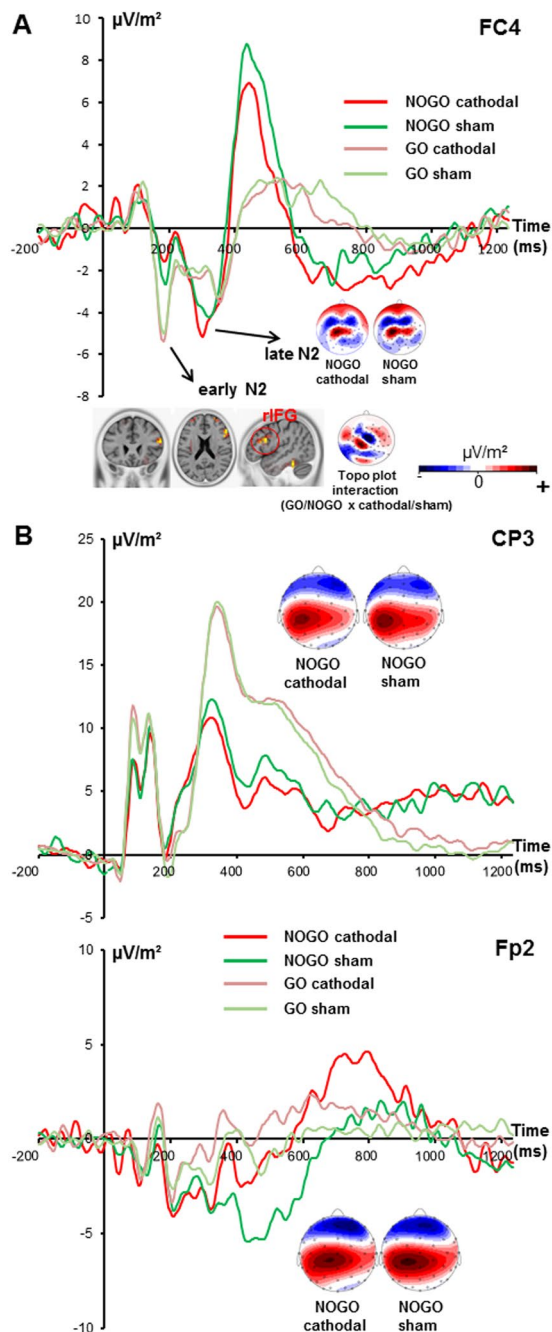 A
µV/m²
FC4
10
8
6
4
2
0
-2
-4
-6
-8
NOGO cathodal
NOGO sham
GO cathodal
GO sham
Time
(ms)
-200
200
400
600
800
1000
1200
late N2
early N2
NOGO
cathodal
NOGO
sham
rIFG
Topo plot
interaction
(GO/NOGO x cathodal/sham)
µV/m²
-
0
+
B
µV/m²
CP3
25
20
15
10
5
0
-5
NOGO
cathodal
NOGO
sham
Time
(ms)
-200
0
200
400
600
800
1000
1200
NOGO cathodal
NOGO sham
GO cathodal
GO sham
µV/m²
Fp2
10
5
0
-5
-10
Time
(ms)
-200
0
200
400
600
800
1000
1200
NOGO
cathodal
NOGO
sham